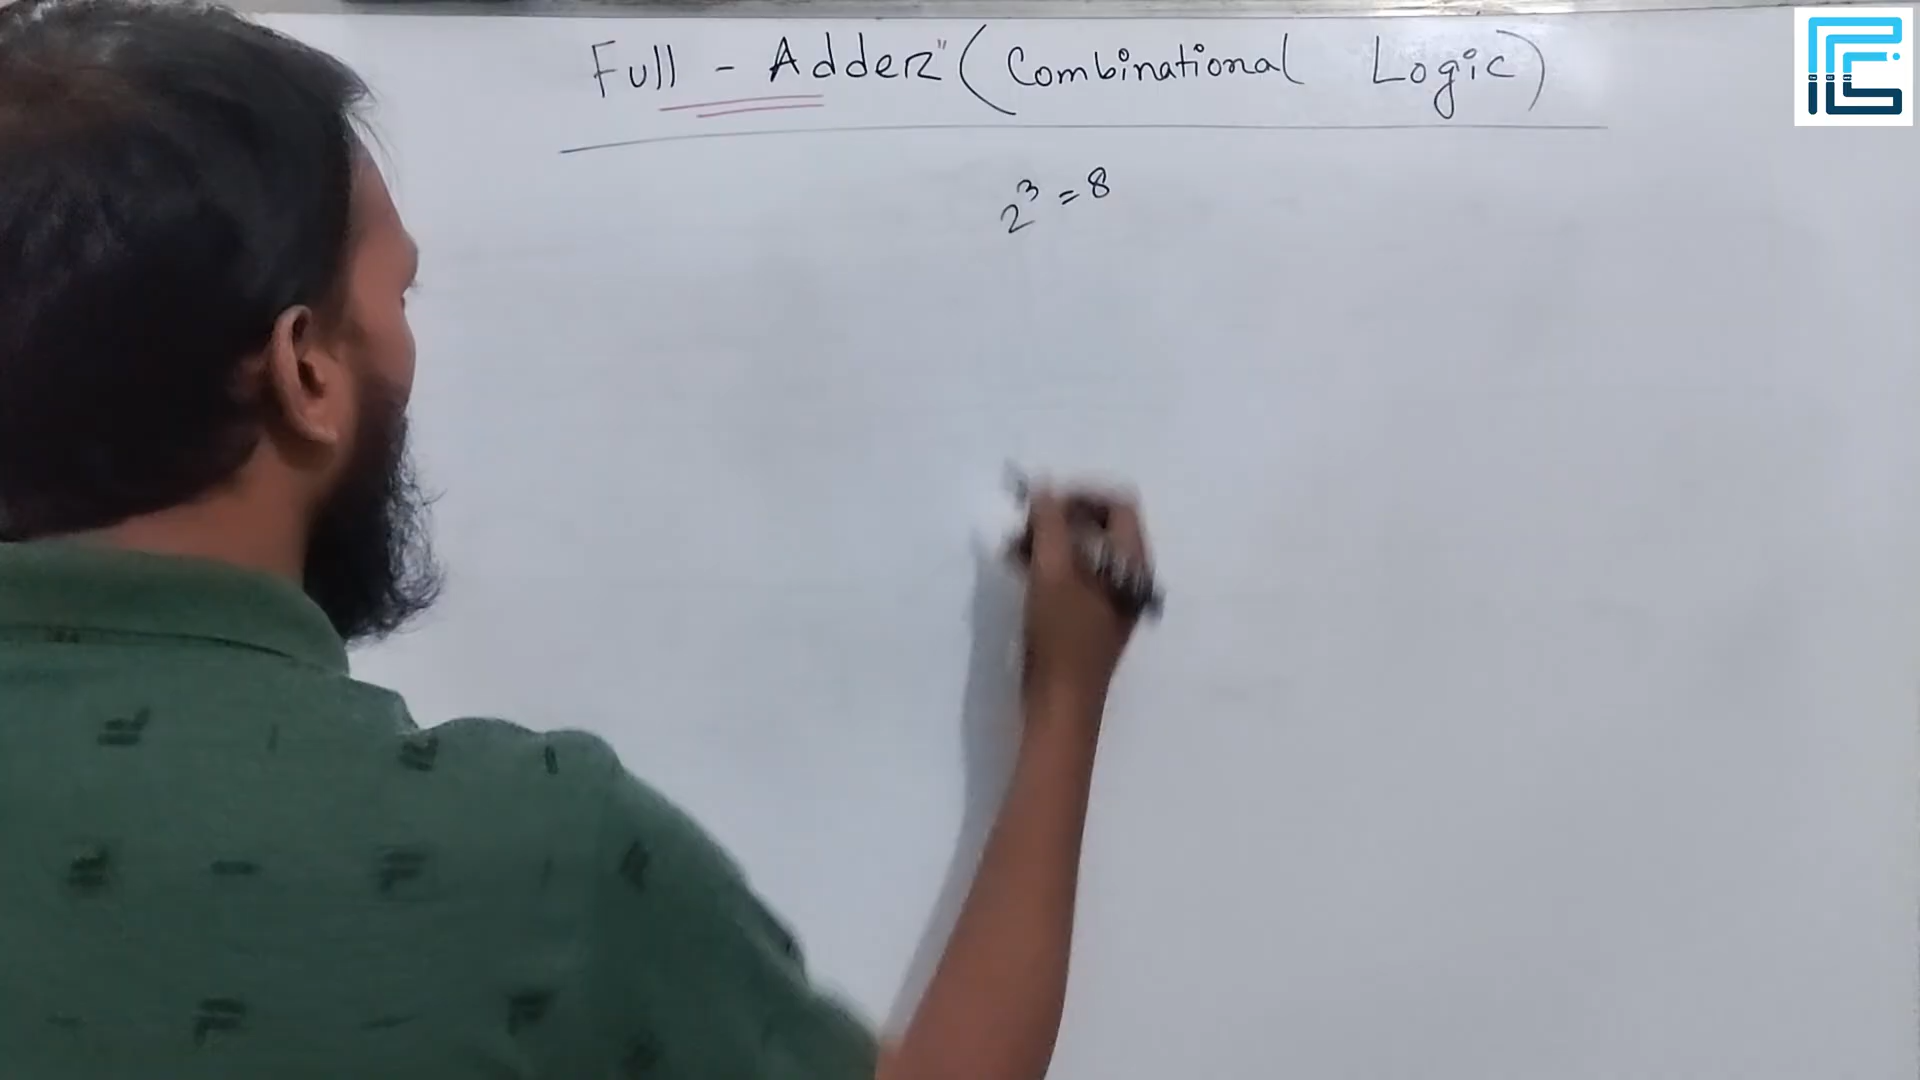 Full - Adder" (Combinational Logic)
2³ = 8